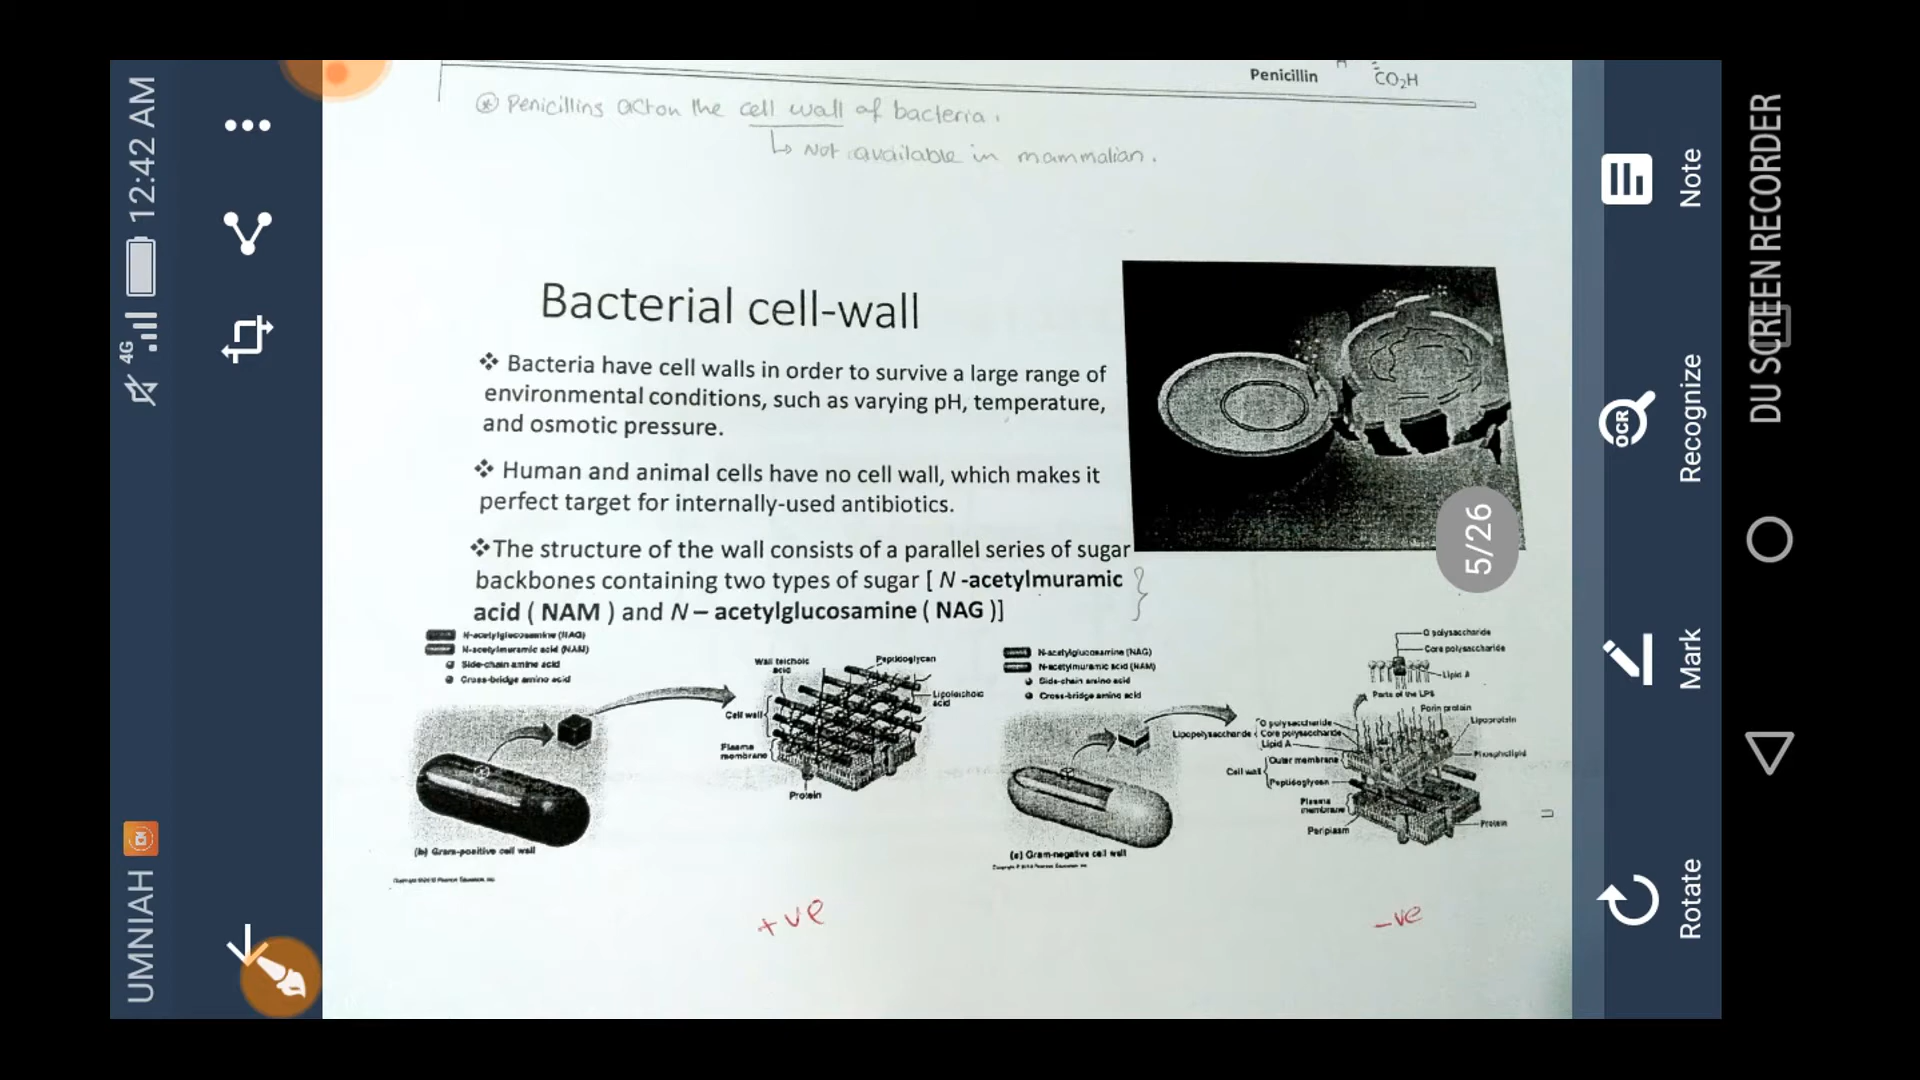 Penicillin
CO₂H
Penicillins act on the cell wall of bacteria.
↳ Not available in mammalian.
Bacterial cell-wall
❖ Bacteria have cell walls in order to survive a large range of
environmental conditions, such as varying pH, temperature,
and osmotic pressure.
❖ Human and animal cells have no cell wall, which makes it
perfect target for internally-used antibiotics.
❖The structure of the wall consists of a parallel series of sugar
backbones containing two types of sugar [ N -acetylmuramic
acid ( NAM ) and N – acetylglucosamine ( NAG )]
N-acetylglucosamine (NAG)
N-acetylmuramic acid (NAM)
Side-chain amino acid
Cross-bridge amino acid
Wall teichoic
acid
Peptidoglycan
Lipoteichoic
acid
Cell wall
Plasma
membrane
Protein
(b) Gram-positive cell wall
N-acetylglucosamine (NAG)
N-acetylmuramic acid (NAM)
Side-chain amino acid
Cross-bridge amino acid
O polysaccharide
Core polysaccharide
Lipid A
Parts of the LPS
Porin protein
Lipoprotein
Phospholipid
Protein
Lipopolysaccharide
O polysaccharide
Core polysaccharide
Lipid A
Cell wall
Outer membrane
Peptidoglycan
Plasma
membrane
Periplasm
(c) Gram-negative cell wall
+ve
-ve
5/26
UMNIAH
4G
12:42 AM
Note
OCR
Recognize
Mark
Rotate
DU SCREEN RECORDER